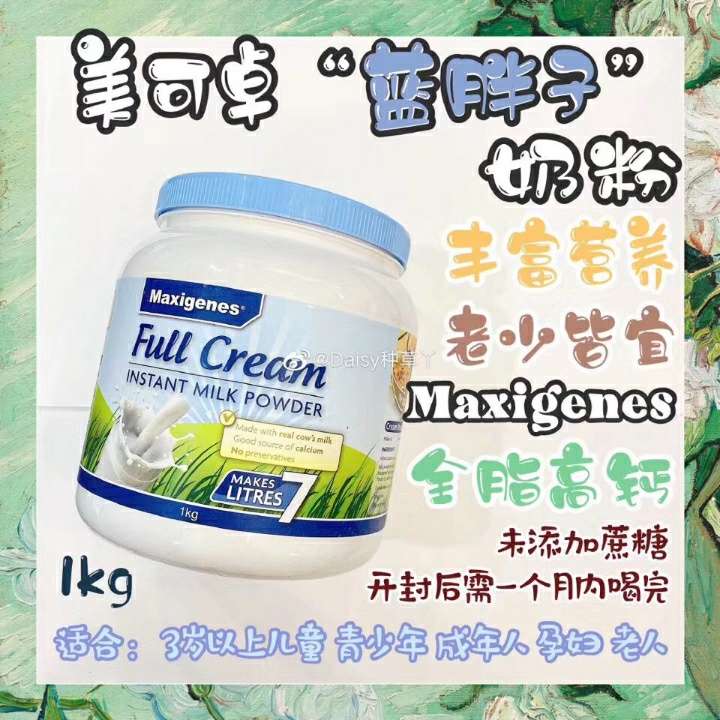 美可卓 “蓝胖子”
奶粉
丰富营养
老少皆宜
Maxigenes
全脂高钙
未添加蔗糖
开封后需一个月内喝完
1kg
适合： 3岁以上儿童 青少年 成年人 孕妇 老人
Maxigenes®
Full Cream
INSTANT MILK POWDER
Made with real cow's milk
Good source of calcium
No preservatives
MAKES 7
LITRES
1kg
@Daisy种草丫